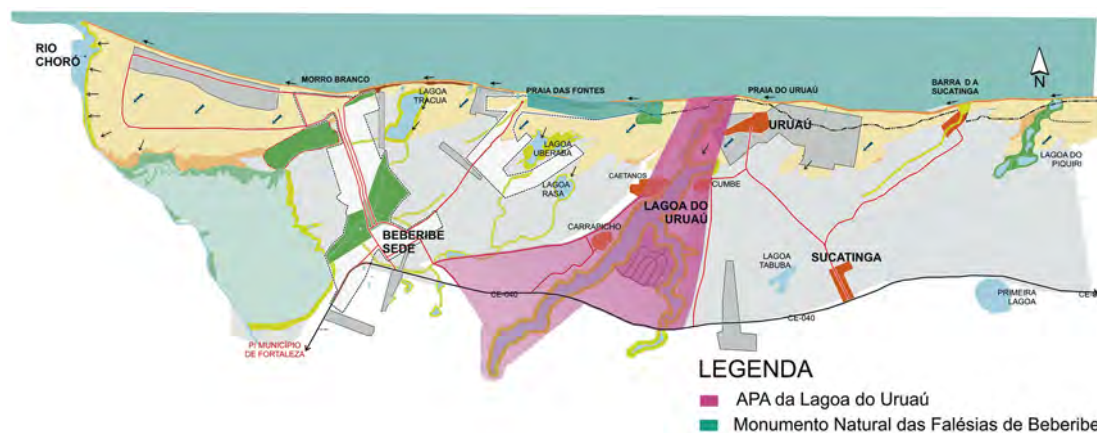 RIO
CHORÓ
MORRO BRANCO
LAGOA
TRACUA
PRAIA DAS FONTES
PRAIA DO URUAÚ
BARRA D A
SUCATINGA
N
URUAÚ
LAGOA
UBERABA
LAGOA DO
PIQUIRI
LAGOA
RASA
CAETANOS
CUMBE
LAGOA DO
URUAÚ
CARRAPICHO
BEBERIBE
SEDE
LAGOA
TABUBA
SUCATINGA
CE-040
CE-040
PRIMEIRA
LAGOA
P/ MUNICÍPIO
DE FORTALEZA
LEGENDA
APA da Lagoa do Uruaú
Monumento Natural das Falésias de Beberibe